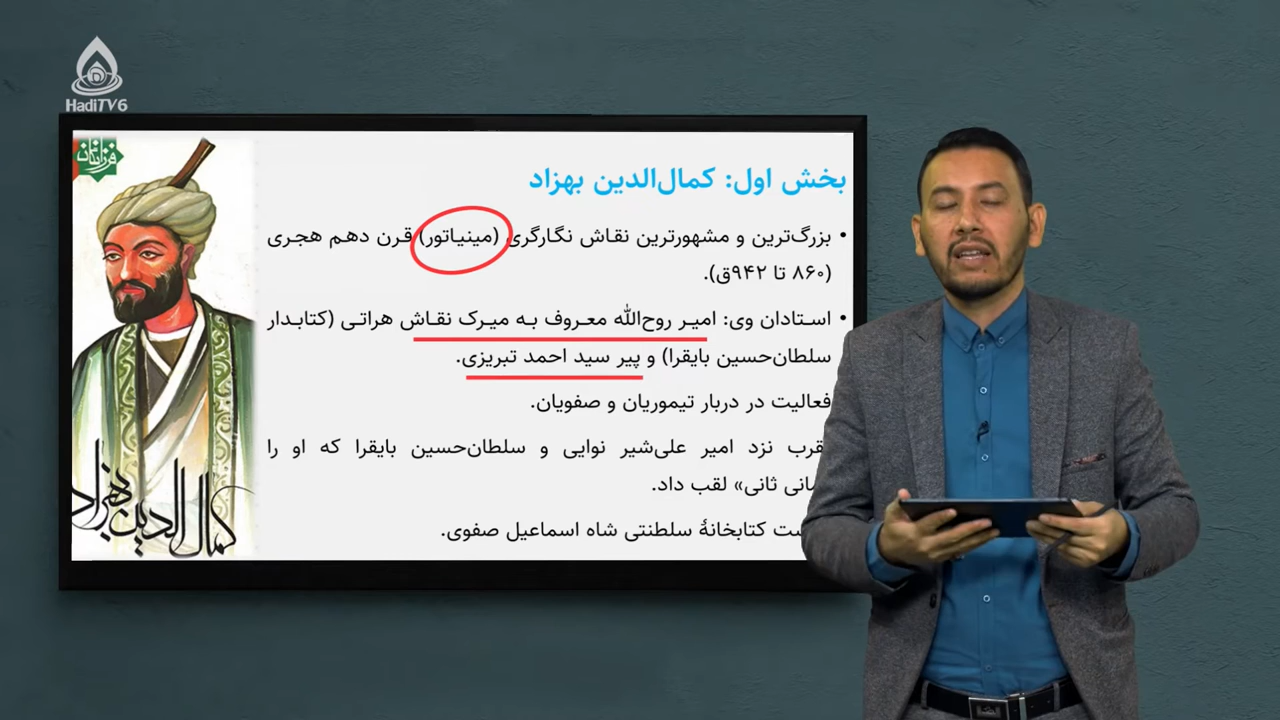 HadiTV6
فرزانگان
بخش اول: کمال‌الدین بهزاد
• بزرگ‌ترین و مشهورترین نقاش نگارگری (مینیاتور) قرن دهم هجری
(۸۶۰ تا ۹۴۲ق).
• استادان وی: امیر روح‌الله معروف به میرک نقاش هراتی (کتابدار
سلطان‌حسین بایقرا) و پیر سید احمد تبریزی.
فعالیت در دربار تیموریان و صفویان.
نزد امیر علی‌شیر نوایی و سلطان‌حسین بایقرا که او را
ثانی» لقب داد.
کتابخانۀ سلطنتی شاه اسماعیل صفوی.
کمال الدین بهزاد